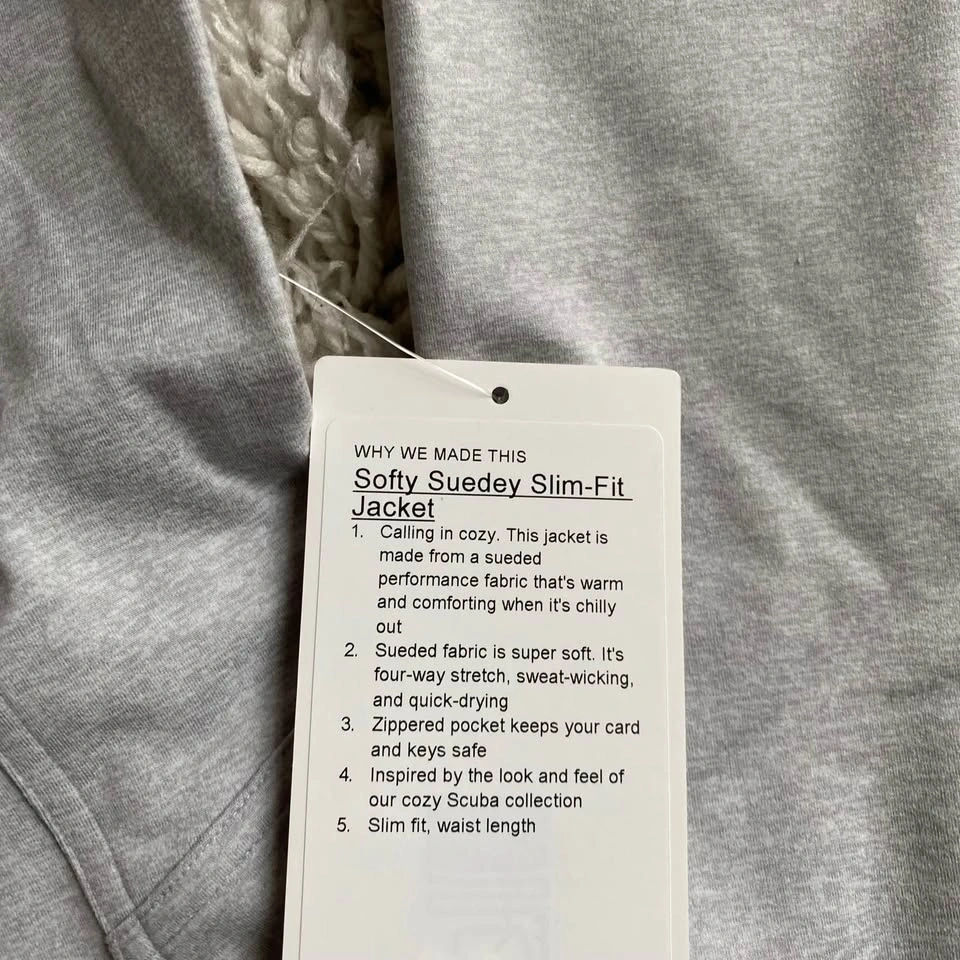 WHY WE MADE THIS
Softy Suedey Slim-Fit
Jacket
1. Calling in cozy. This jacket is
made from a sueded
performance fabric that's warm
and comforting when it's chilly
out
2. Sueded fabric is super soft. It's
four-way stretch, sweat-wicking,
and quick-drying
3. Zippered pocket keeps your card
and keys safe
4. Inspired by the look and feel of
our cozy Scuba collection
5. Slim fit, waist length